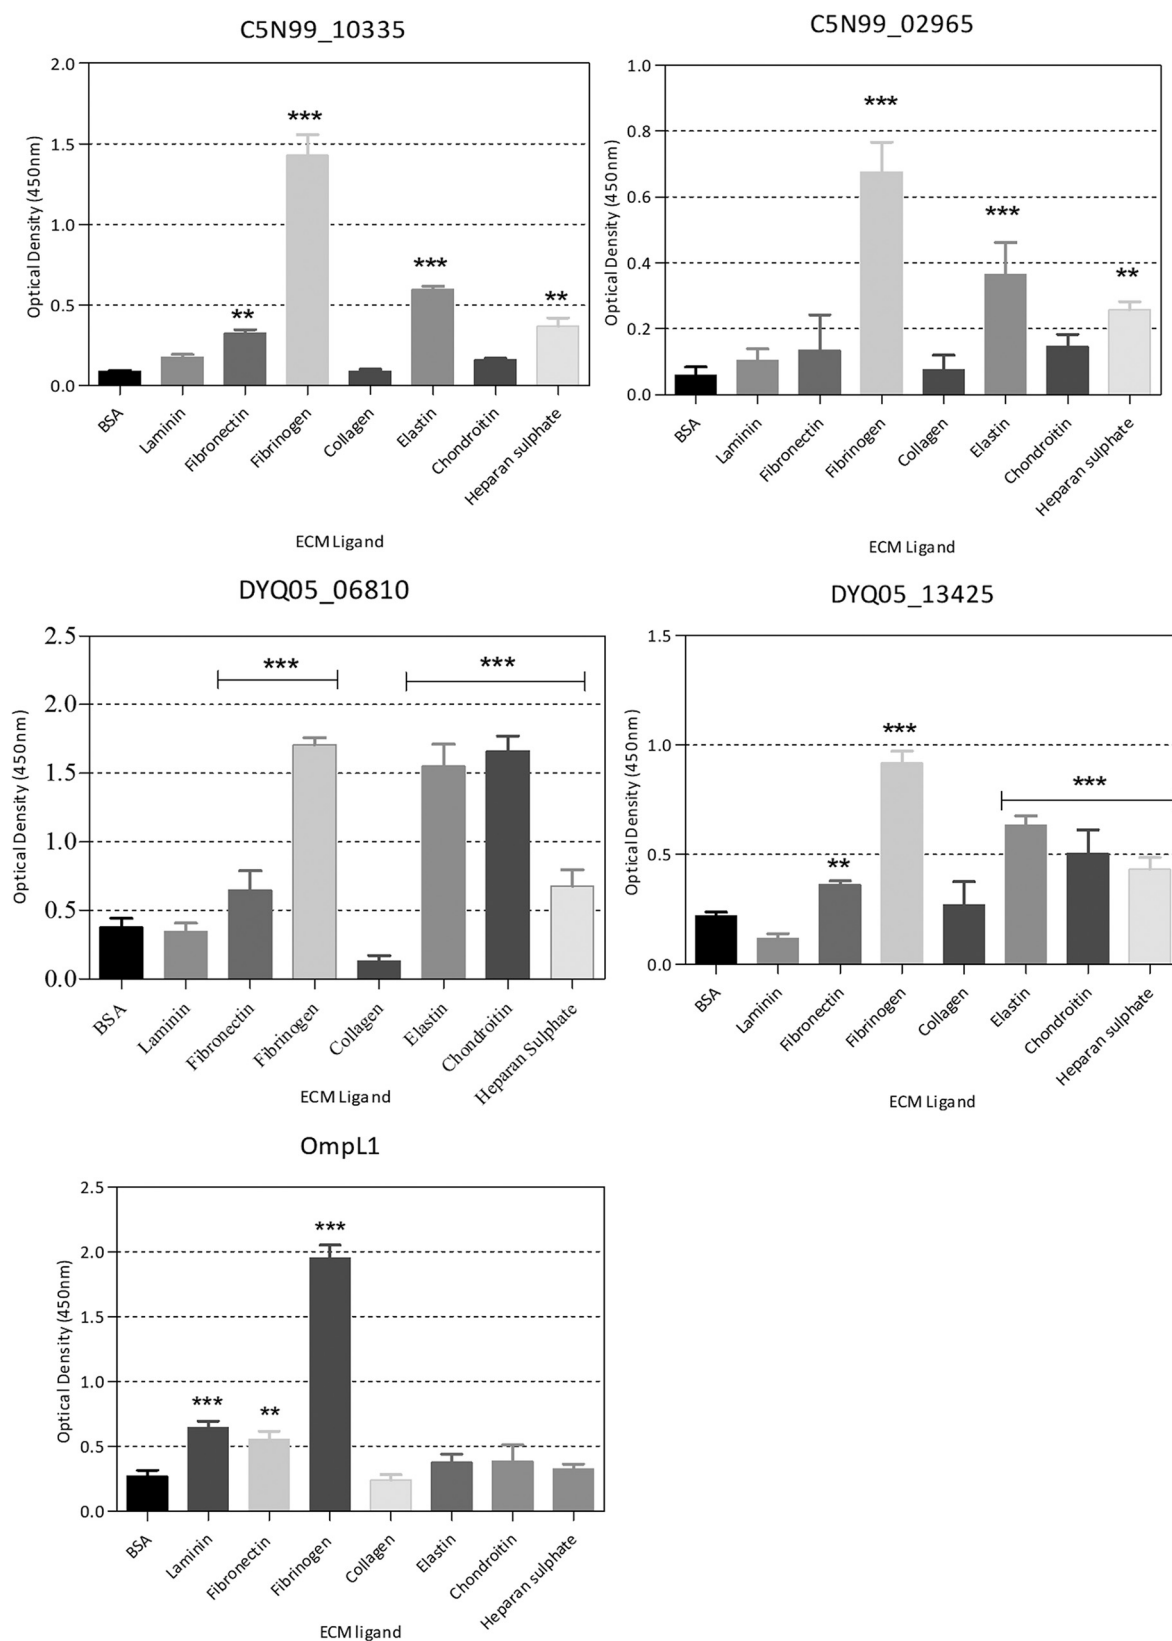 C5N99_10335
Optical Density (450nm)
2.0
1.5
1.0
0.5
0.0
***
**
***
**
BSA
Laminin
Fibronectin
Fibrinogen
Collagen
Elastin
Chondroitin
Heparan sulphate
ECM Ligand
C5N99_02965
Optical Density (450nm)
1.0
0.8
0.6
0.4
0.2
0.0
***
***
**
BSA
Laminin
Fibronectin
Fibrinogen
Collagen
Elastin
Chondroitin
Heparan sulphate
ECM Ligand
DYQ05_06810
Optical Density (450nm)
2.5
2.0
1.5
1.0
0.5
0.0
***
***
BSA
Laminin
Fibronectin
Fibrinogen
Collagen
Elastin
Chondroitin
Heparan Sulphate
ECM Ligand
DYQ05_13425
Optical Density (450nm)
1.5
1.0
0.5
0.0
**
***
***
BSA
Laminin
Fibronectin
Fibrinogen
Collagen
Elastin
Chondroitin
Heparan sulphate
ECM Ligand
OmpL1
Optical Density (450nm)
2.5
2.0
1.5
1.0
0.5
0.0
***
**
***
BSA
Laminin
Fibronectin
Fibrinogen
Collagen
Elastin
Chondroitin
Heparan sulphate
ECM ligand